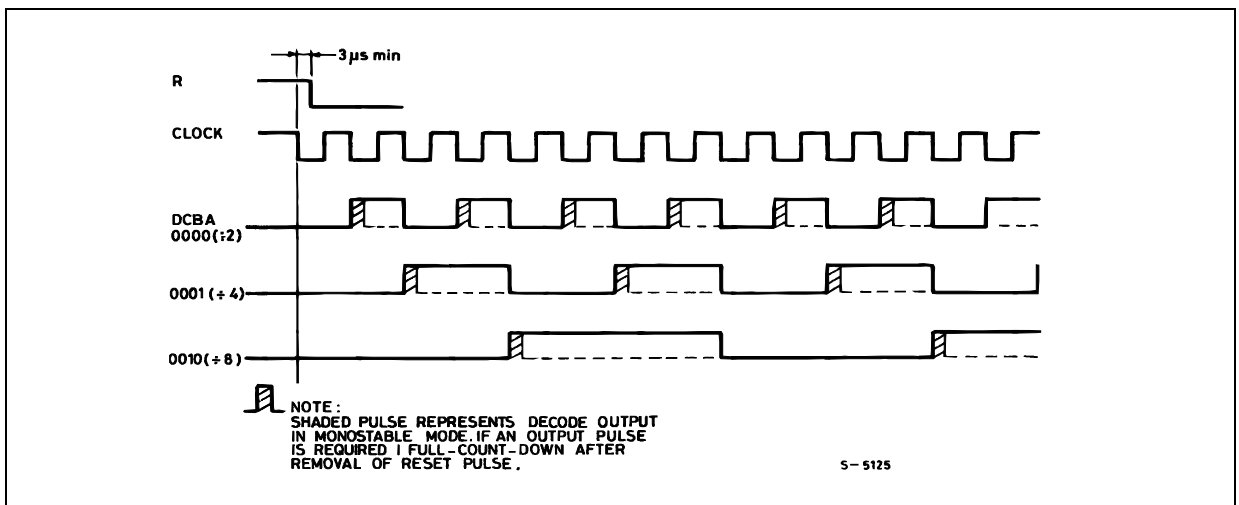 3µs min
R
CLOCK
DCBA
0000(÷2)
0001 (÷4)
0010(÷8)
NOTE:
SHADED PULSE REPRESENTS DECODE OUTPUT
IN MONOSTABLE MODE. IF AN OUTPUT PULSE
IS REQUIRED I FULL-COUNT-DOWN AFTER
REMOVAL OF RESET PULSE.
S-5125